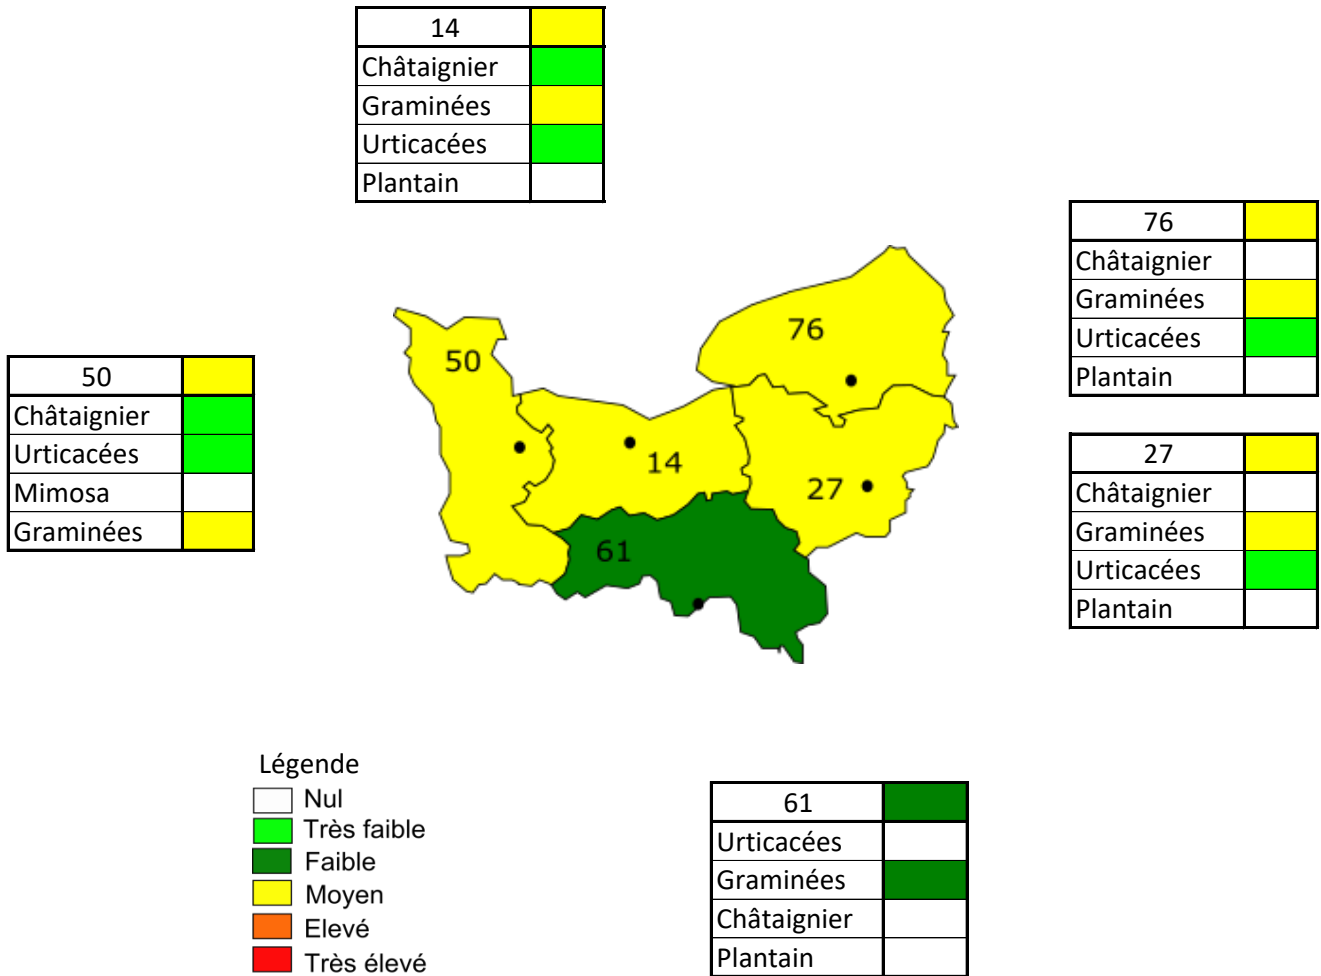 14
Châtaignier
Graminées
Urticacées
Plantain
76
Châtaignier
Graminées
Urticacées
Plantain
50
Châtaignier
Urticacées
Mimosa
Graminées
76
50
14
27
61
27
Châtaignier
Graminées
Urticacées
Plantain
Légende
Nul
Très faible
Faible
Moyen
Elevé
Très élevé
61
Urticacées
Graminées
Châtaignier
Plantain